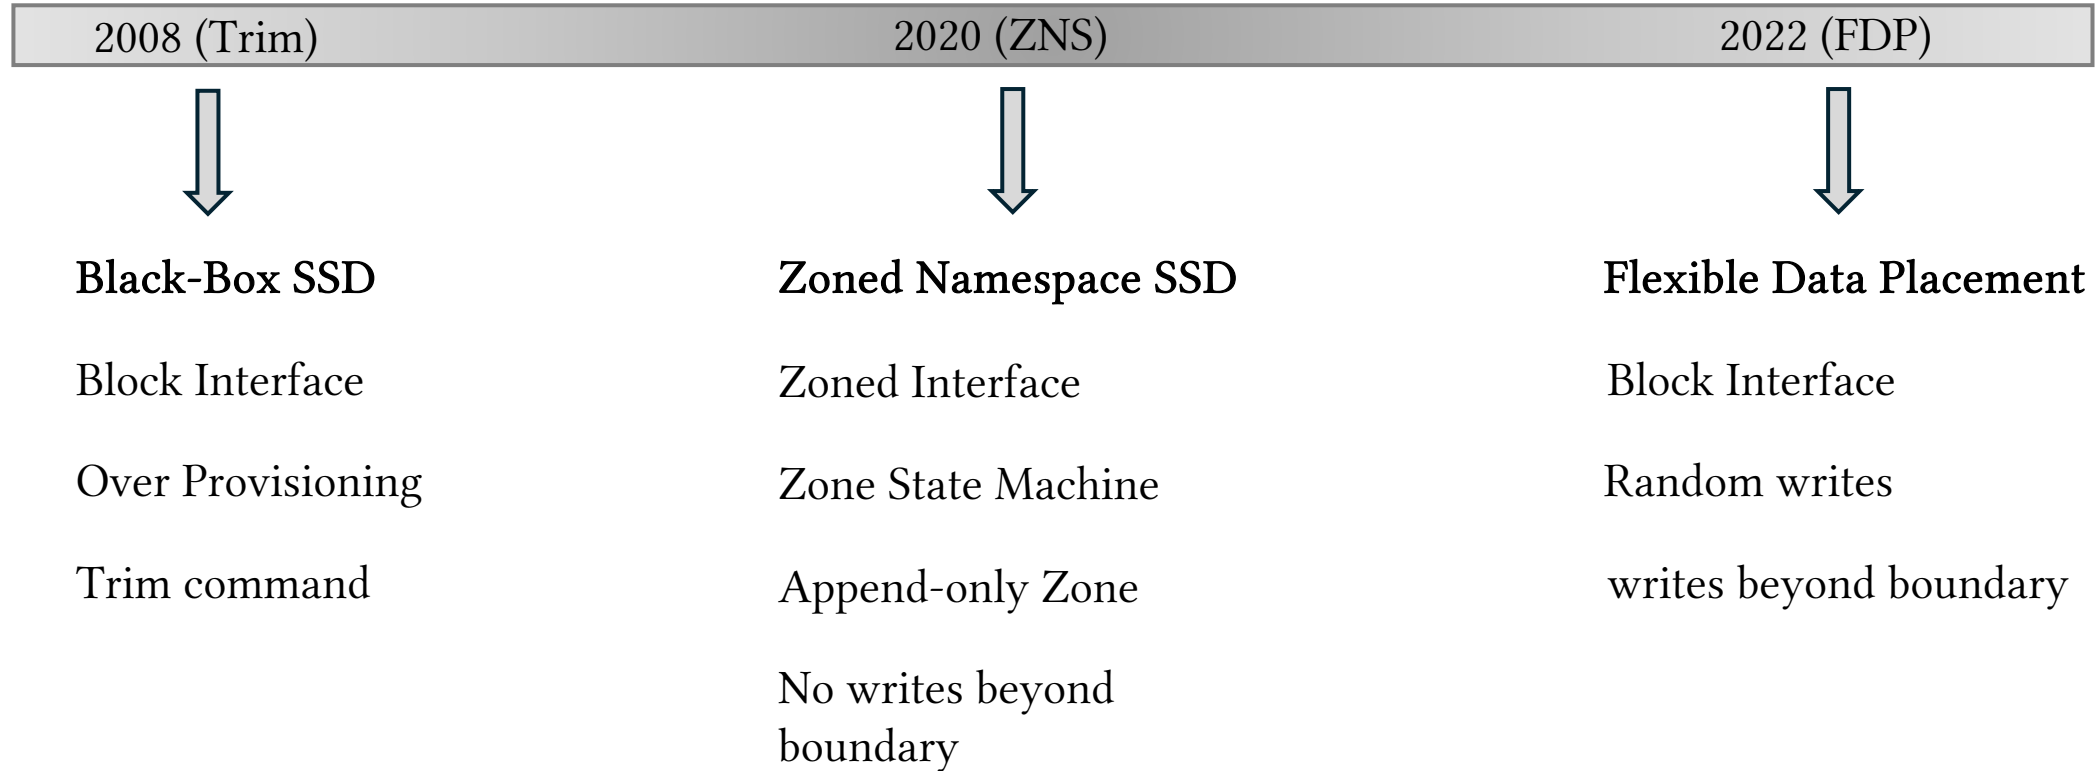 2008 (Trim)
2020 (ZNS)
2022 (FDP)
Black-Box SSD
Block Interface
Over Provisioning
Trim command
Zoned Namespace SSD
Zoned Interface
Zone State Machine
Append-only Zone
No writes beyond
boundary
Flexible Data Placement
Block Interface
Random writes
writes beyond boundary